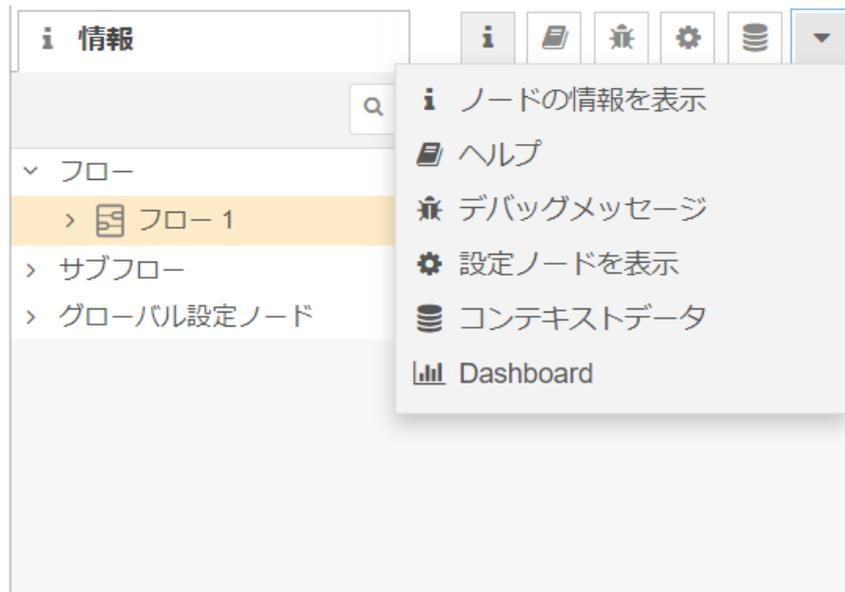 情報
ノードの情報を表示
ヘルプ
デバッグメッセージ
設定ノードを表示
コンテキストデータ
Dashboard
フロー
フロー 1
サブフロー
グローバル設定ノード